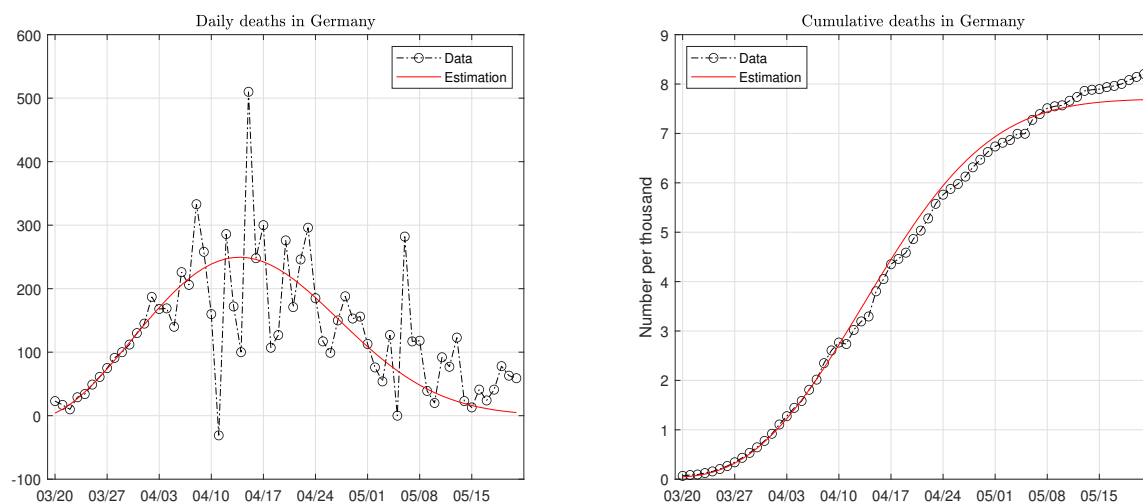 Daily deaths in Germany
600
500
400
300
200
100
0
-100
03/20 03/27 04/03 04/10 04/17 04/24 05/01 05/08 05/15
Data
Estimation
Cumulative deaths in Germany
Number per thousand
9
8
7
6
5
4
3
2
1
0
03/20 03/27 04/03 04/10 04/17 04/24 05/01 05/08 05/15
Data
Estimation